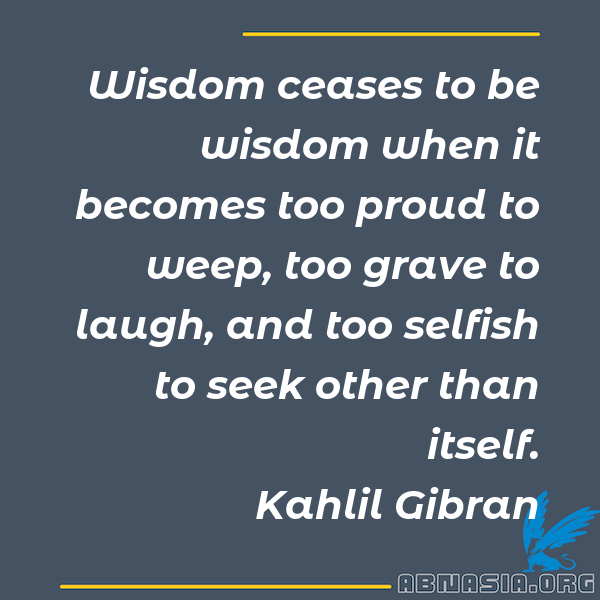 Wisdom ceases to be
wisdom when it
becomes too proud to
weep, too grave to
laugh, and too selfish
to seek other than
itself.
Kahlil Gibran
ABNASIA.ORG